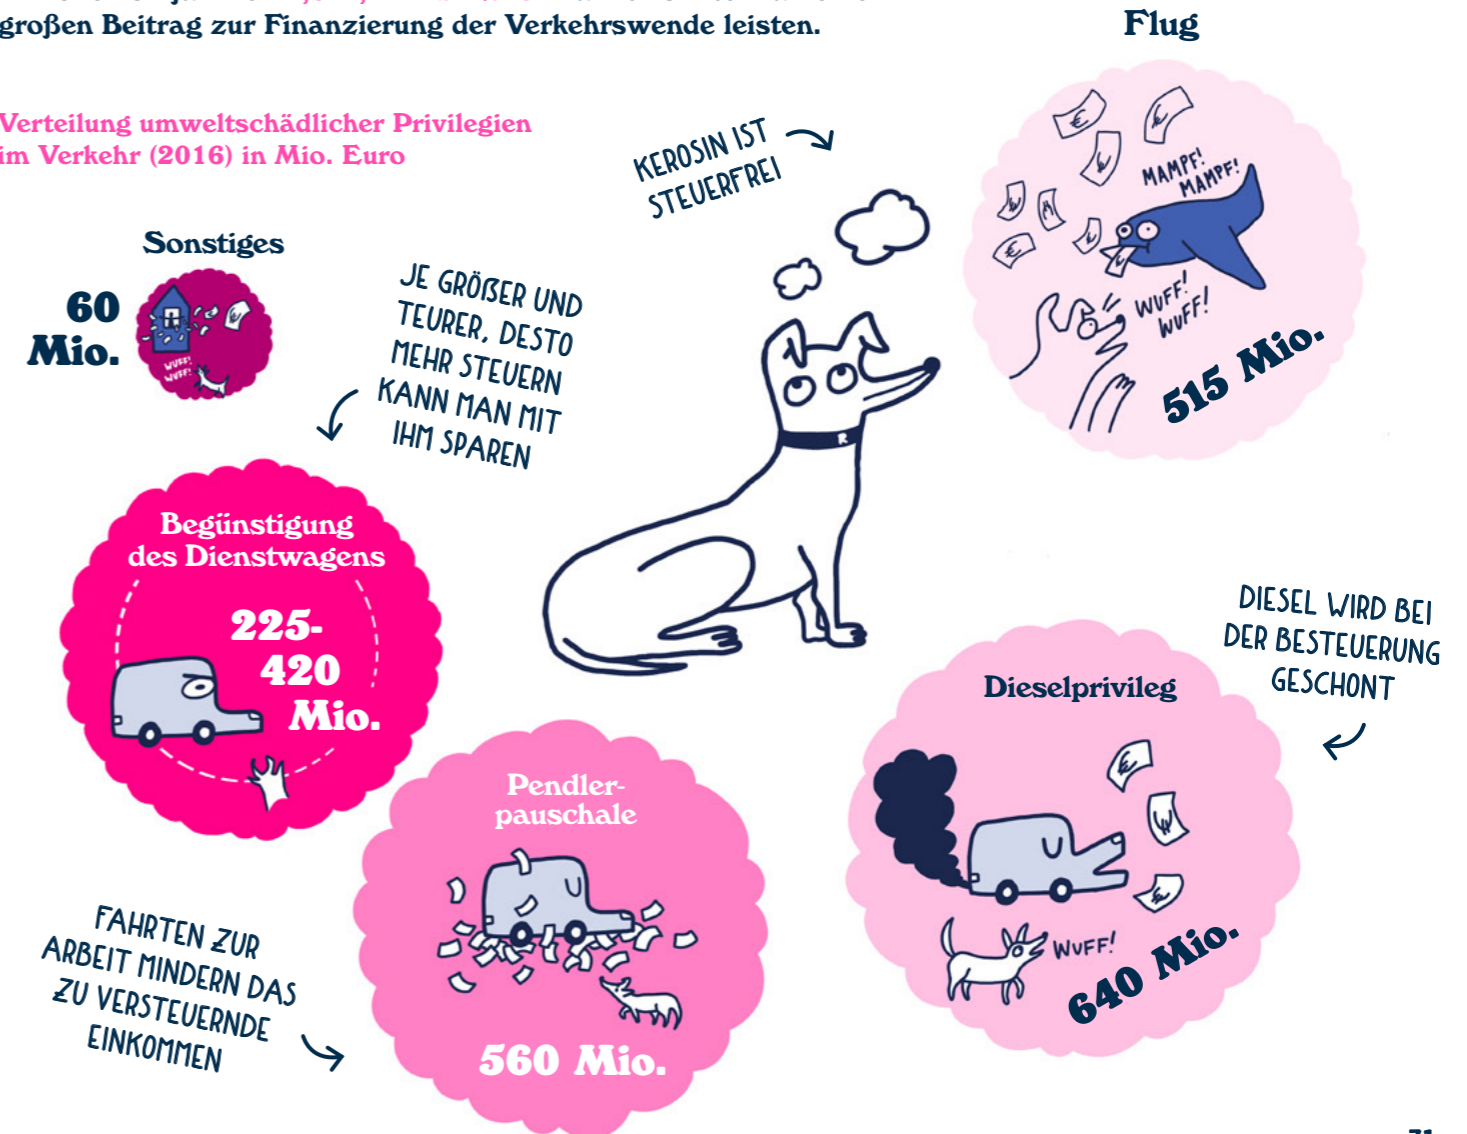 großen Beitrag zur Finanzierung der Verkehrswende leisten.
Verteilung umweltschädlicher Privilegien
im Verkehr (2016) in Mio. Euro
Flug
KEROSIN IST
STEUERFREI
MAMPF!
MAMPF!
WUFF!
WUFF!
515 Mio.
Sonstiges
60
Mio.
WUFF!
WUFF!
JE GRÖßER UND
TEURER, DESTO
MEHR STEUERN
KANN MAN MIT
IHM SPAREN
R
Begünstigung
des Dienstwagens
225-
420
Mio.
DIESEL WIRD BEI
DER BESTEUERUNG
GESCHONT
Dieselprivileg
WUFF!
640 Mio.
Pendler-
pauschale
560 Mio.
FAHRTEN ZUR
ARBEIT MINDERN DAS
ZU VERSTEUERNDE
EINKOMMEN